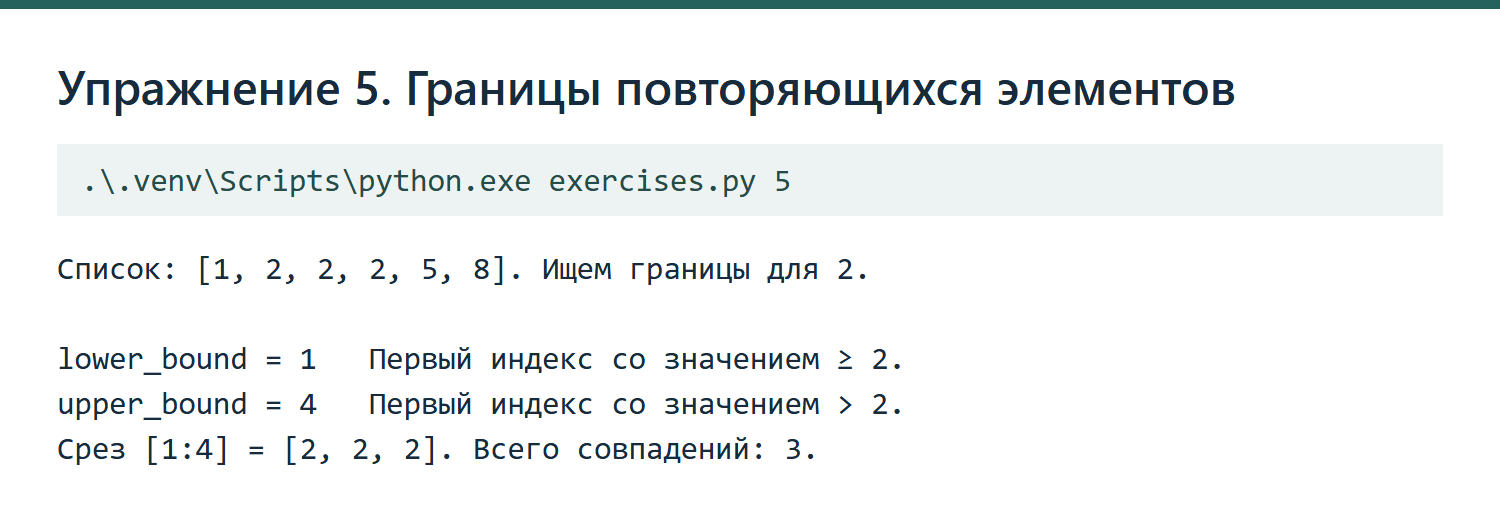 Упражнение 5. Границы повторяющихся элементов
.\.venv\Scripts\python.exe exercises.py 5
Список: [1, 2, 2, 2, 5, 8]. Ищем границы для 2.
lower_bound = 1   Первый индекс со значением ≥ 2.
upper_bound = 4   Первый индекс со значением > 2.
Срез [1:4] = [2, 2, 2]. Всего совпадений: 3.